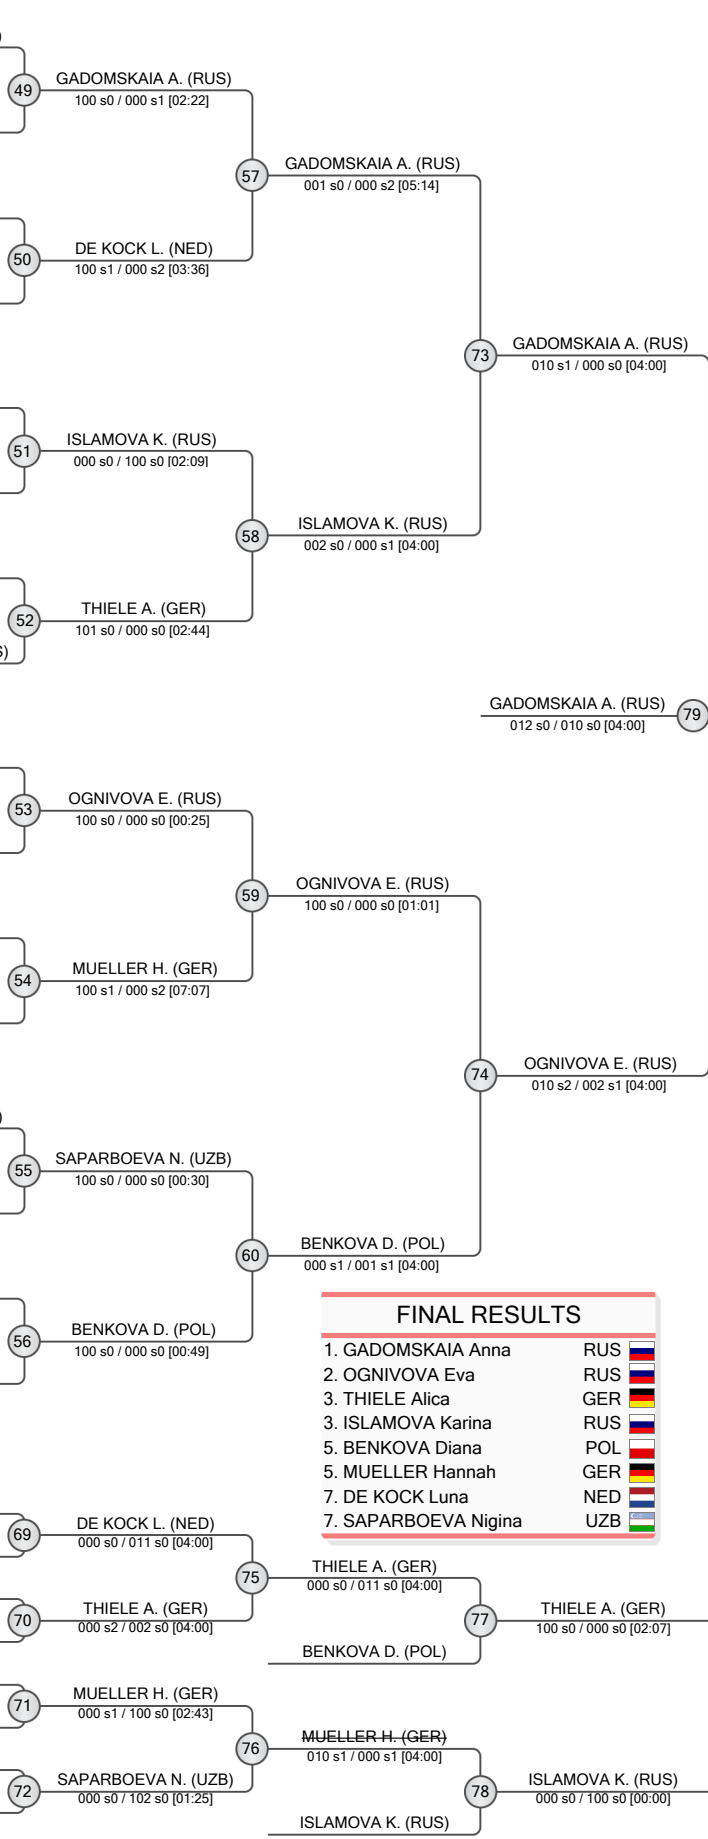 )
49
GADOMSKAIA A. (RUS)
100 s0 / 000 s1 [02:22]
57
GADOMSKAIA A. (RUS)
001 s0 / 000 s2 [05:14]
50
DE KOCK L. (NED)
100 s1 / 000 s2 [03:36]
73
GADOMSKAIA A. (RUS)
010 s1 / 000 s0 [04:00]
51
ISLAMOVA K. (RUS)
000 s0 / 100 s0 [02:09]
58
ISLAMOVA K. (RUS)
002 s0 / 000 s1 [04:00]
52
THIELE A. (GER)
101 s0 / 000 s0 [02:44]
S)
GADOMSKAIA A. (RUS)
012 s0 / 010 s0 [04:00]
79
53
OGNIVOVA E. (RUS)
100 s0 / 000 s0 [00:25]
59
OGNIVOVA E. (RUS)
100 s0 / 000 s0 [01:01]
54
MUELLER H. (GER)
100 s1 / 000 s2 [07:07]
74
OGNIVOVA E. (RUS)
010 s2 / 002 s1 [04:00]
)
55
SAPARBOEVA N. (UZB)
100 s0 / 000 s0 [00:30]
60
BENKOVA D. (POL)
000 s1 / 001 s1 [04:00]
56
BENKOVA D. (POL)
100 s0 / 000 s0 [00:49]
FINAL RESULTS
1. GADOMSKAIA Anna RUS
2. OGNIVOVA Eva RUS
3. THIELE Alica GER
3. ISLAMOVA Karina RUS
5. BENKOVA Diana POL
5. MUELLER Hannah GER
7. DE KOCK Luna NED
7. SAPARBOEVA Nigina UZB
69
DE KOCK L. (NED)
000 s0 / 011 s0 [04:00]
75
THIELE A. (GER)
000 s0 / 011 s0 [04:00]
70
THIELE A. (GER)
000 s2 / 002 s0 [04:00]
77
THIELE A. (GER)
100 s0 / 000 s0 [02:07]
BENKOVA D. (POL)
71
MUELLER H. (GER)
000 s1 / 100 s0 [02:43]
76
MUELLER H. (GER)
010 s1 / 000 s1 [04:00]
72
SAPARBOEVA N. (UZB)
000 s0 / 102 s0 [01:25]
78
ISLAMOVA K. (RUS)
000 s0 / 100 s0 [00:00]
ISLAMOVA K. (RUS)